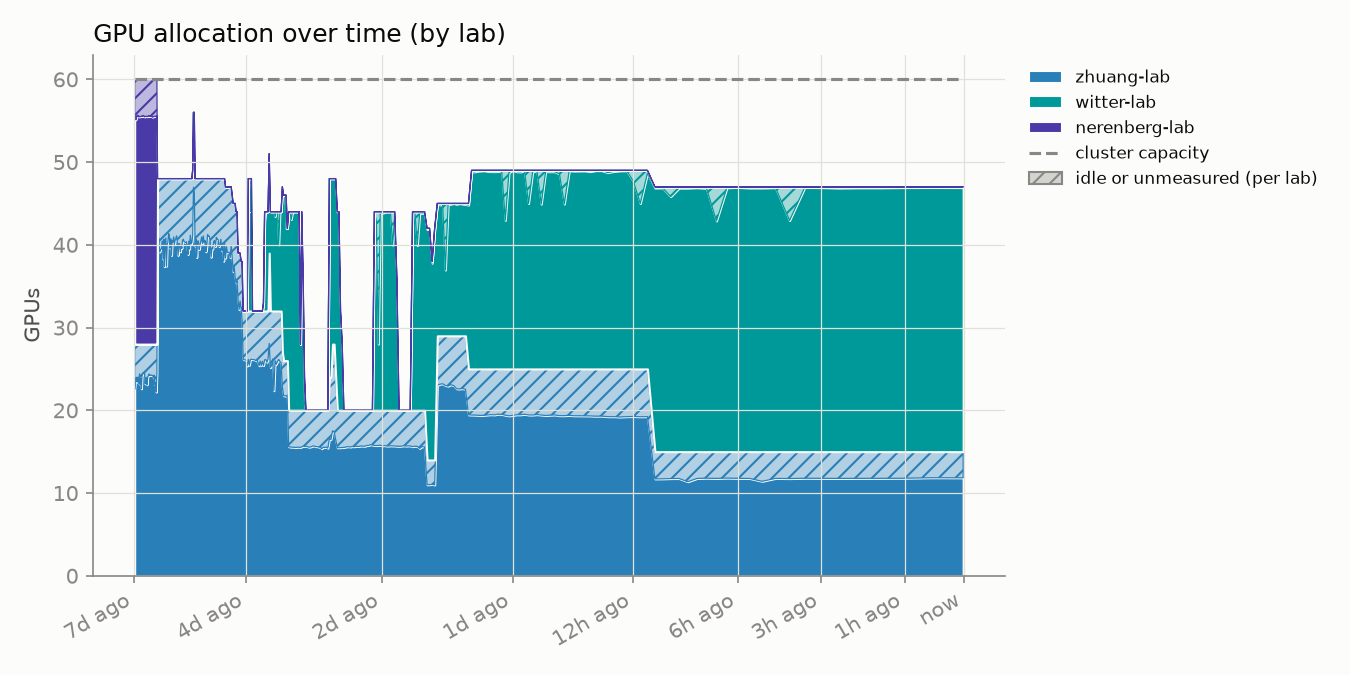 GPU allocation over time (by lab)
zhuang-lab
witter-lab
nerenberg-lab
cluster capacity
idle or unmeasured (per lab)
GPUs
60
50
40
30
20
10
0
7d ago
4d ago
2d ago
1d ago
12h ago
6h ago
3h ago
1h ago
now